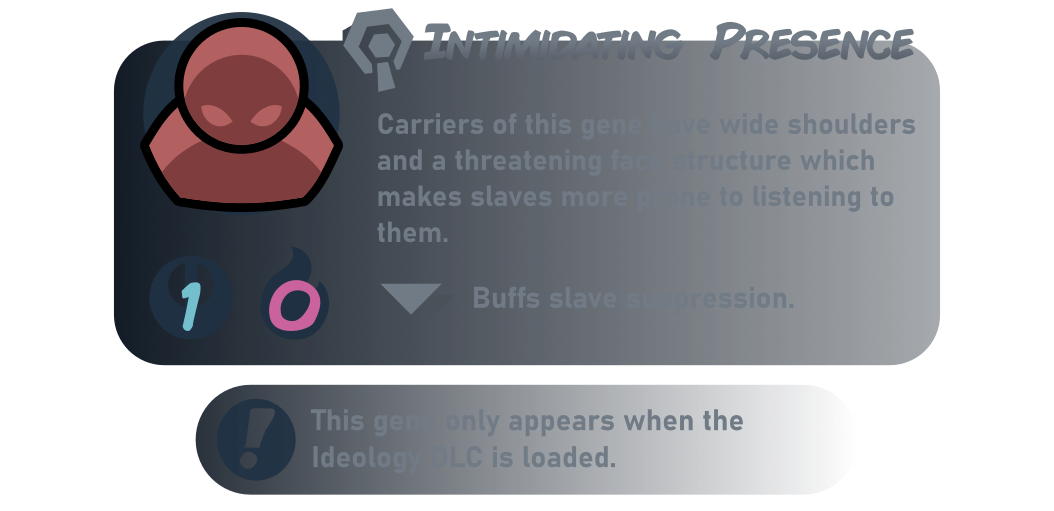 Intimidating Presence
Carriers of this gene have wide shoulders
and a threatening face structure which
makes slaves more prone to listening to
them.
1 0
Buffs slave suppression.
! This gene only appears when the
Ideology DLC is loaded.